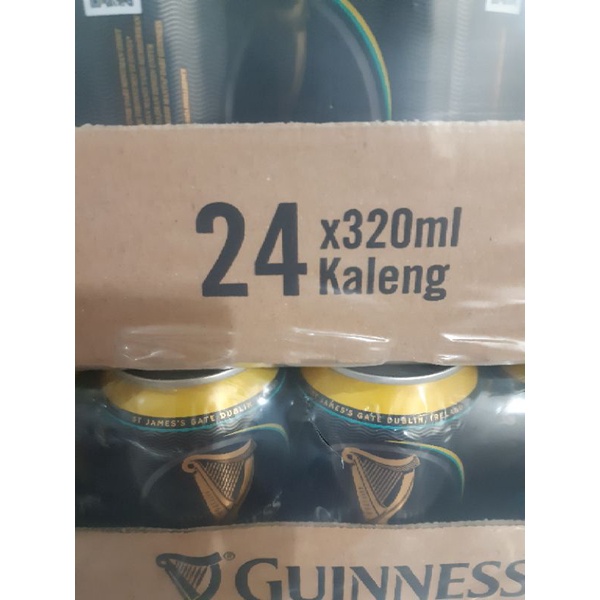 24 x320ml
Kaleng
ST JAMES'S GATE DUBLIN
ST JAMES'S GATE DUBLIN,
GUINNESS